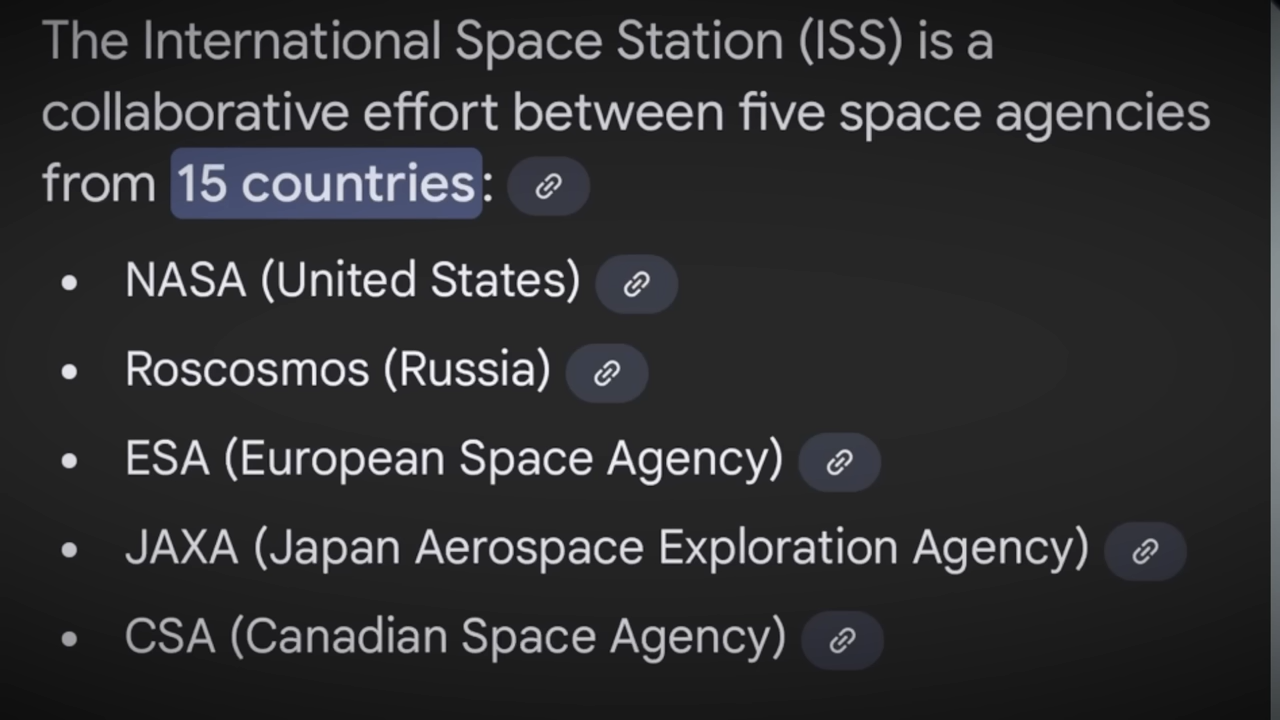 The International Space Station (ISS) is a
collaborative effort between five space agencies
from 15 countries:
• NASA (United States)
• Roscosmos (Russia)
• ESA (European Space Agency)
• JAXA (Japan Aerospace Exploration Agency)
• CSA (Canadian Space Agency)